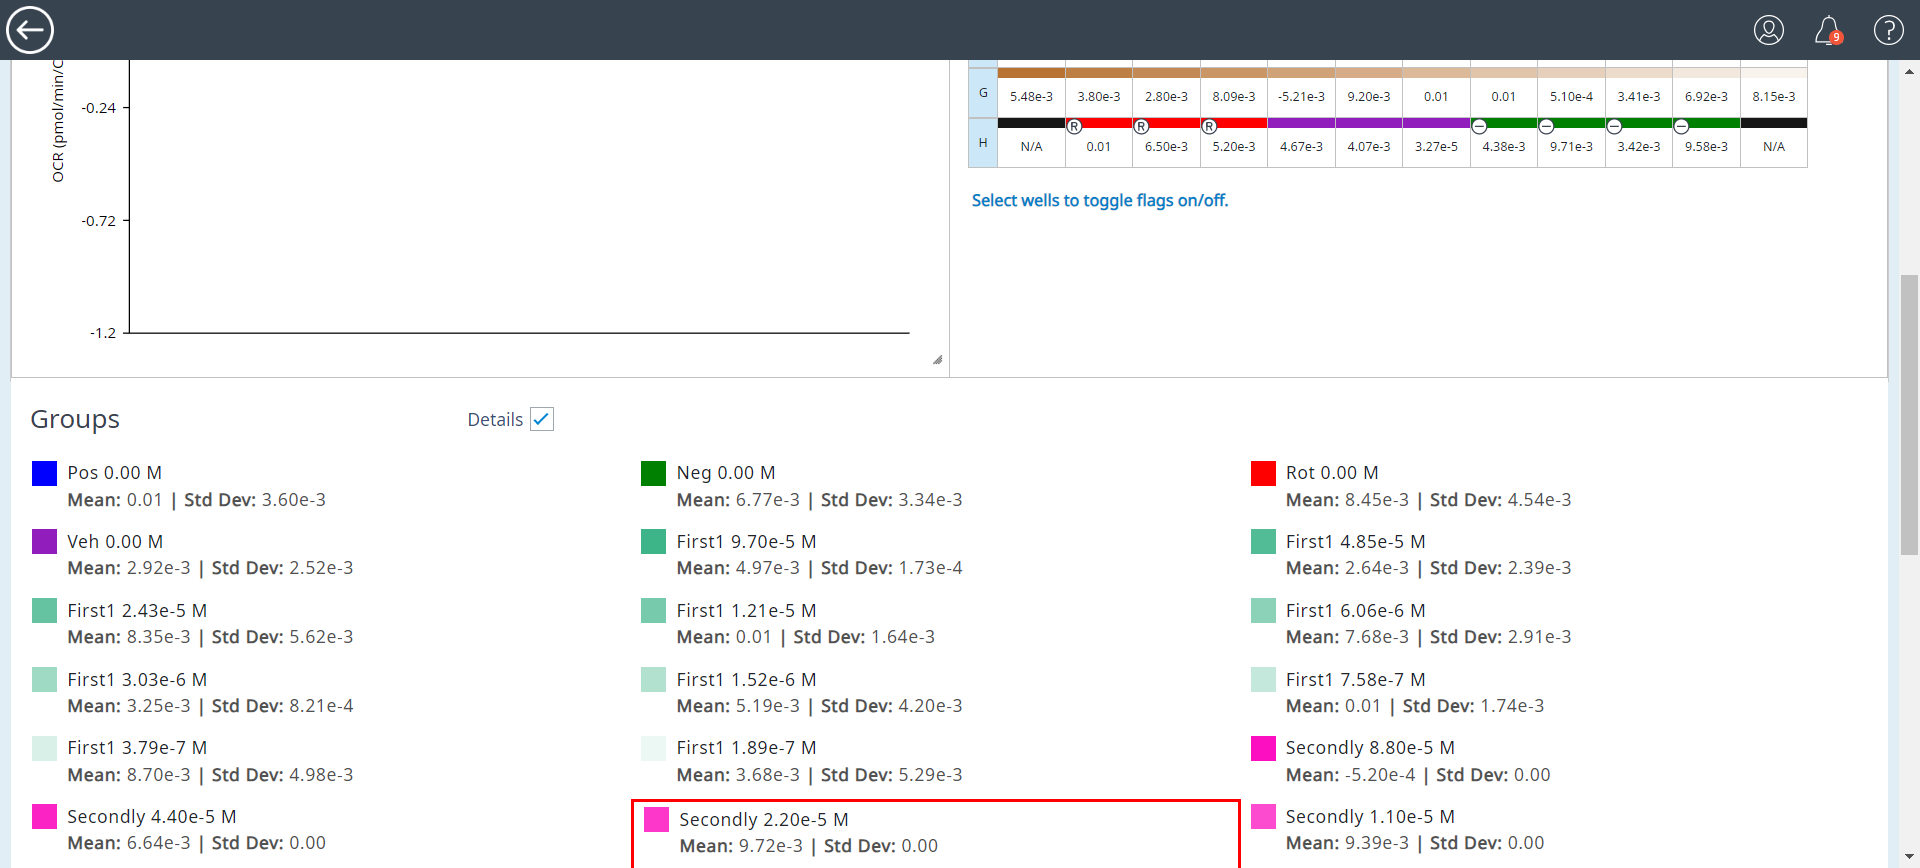 9
?
OCR (pmol/min/C
-0.24
-0.72
-1.2
G 5.48e-3 3.80e-3 2.80e-3 8.09e-3 -5.21e-3 9.20e-3 0.01 0.01 5.10e-4 3.41e-3 6.92e-3 8.15e-3
R R R
H N/A 0.01 6.50e-3 5.20e-3 4.67e-3 4.07e-3 3.27e-5 4.38e-3 9.71e-3 3.42e-3 9.58e-3 N/A
Select wells to toggle flags on/off.
Groups Details
Pos 0.00 M
Mean: 0.01 | Std Dev: 3.60e-3
Neg 0.00 M
Mean: 6.77e-3 | Std Dev: 3.34e-3
Rot 0.00 M
Mean: 8.45e-3 | Std Dev: 4.54e-3
Veh 0.00 M
Mean: 2.92e-3 | Std Dev: 2.52e-3
First1 9.70e-5 M
Mean: 4.97e-3 | Std Dev: 1.73e-4
First1 4.85e-5 M
Mean: 2.64e-3 | Std Dev: 2.39e-3
First1 2.43e-5 M
Mean: 8.35e-3 | Std Dev: 5.62e-3
First1 1.21e-5 M
Mean: 0.01 | Std Dev: 1.64e-3
First1 6.06e-6 M
Mean: 7.68e-3 | Std Dev: 2.91e-3
First1 3.03e-6 M
Mean: 3.25e-3 | Std Dev: 8.21e-4
First1 1.52e-6 M
Mean: 5.19e-3 | Std Dev: 4.20e-3
First1 7.58e-7 M
Mean: 0.01 | Std Dev: 1.74e-3
First1 3.79e-7 M
Mean: 8.70e-3 | Std Dev: 4.98e-3
First1 1.89e-7 M
Mean: 3.68e-3 | Std Dev: 5.29e-3
Secondly 8.80e-5 M
Mean: -5.20e-4 | Std Dev: 0.00
Secondly 4.40e-5 M
Mean: 6.64e-3 | Std Dev: 0.00
Secondly 2.20e-5 M
Mean: 9.72e-3 | Std Dev: 0.00
Secondly 1.10e-5 M
Mean: 9.39e-3 | Std Dev: 0.00